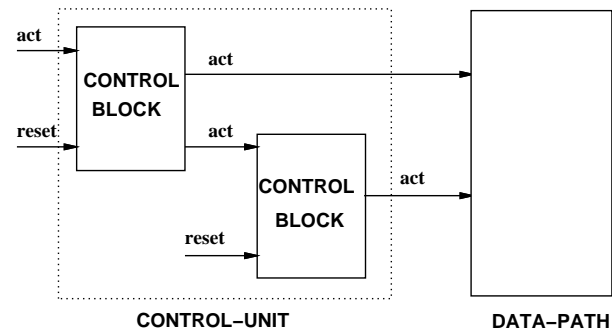 act
CONTROL
BLOCK
reset
act
act
CONTROL
BLOCK
reset
act
CONTROL–UNIT
DATA–PATH